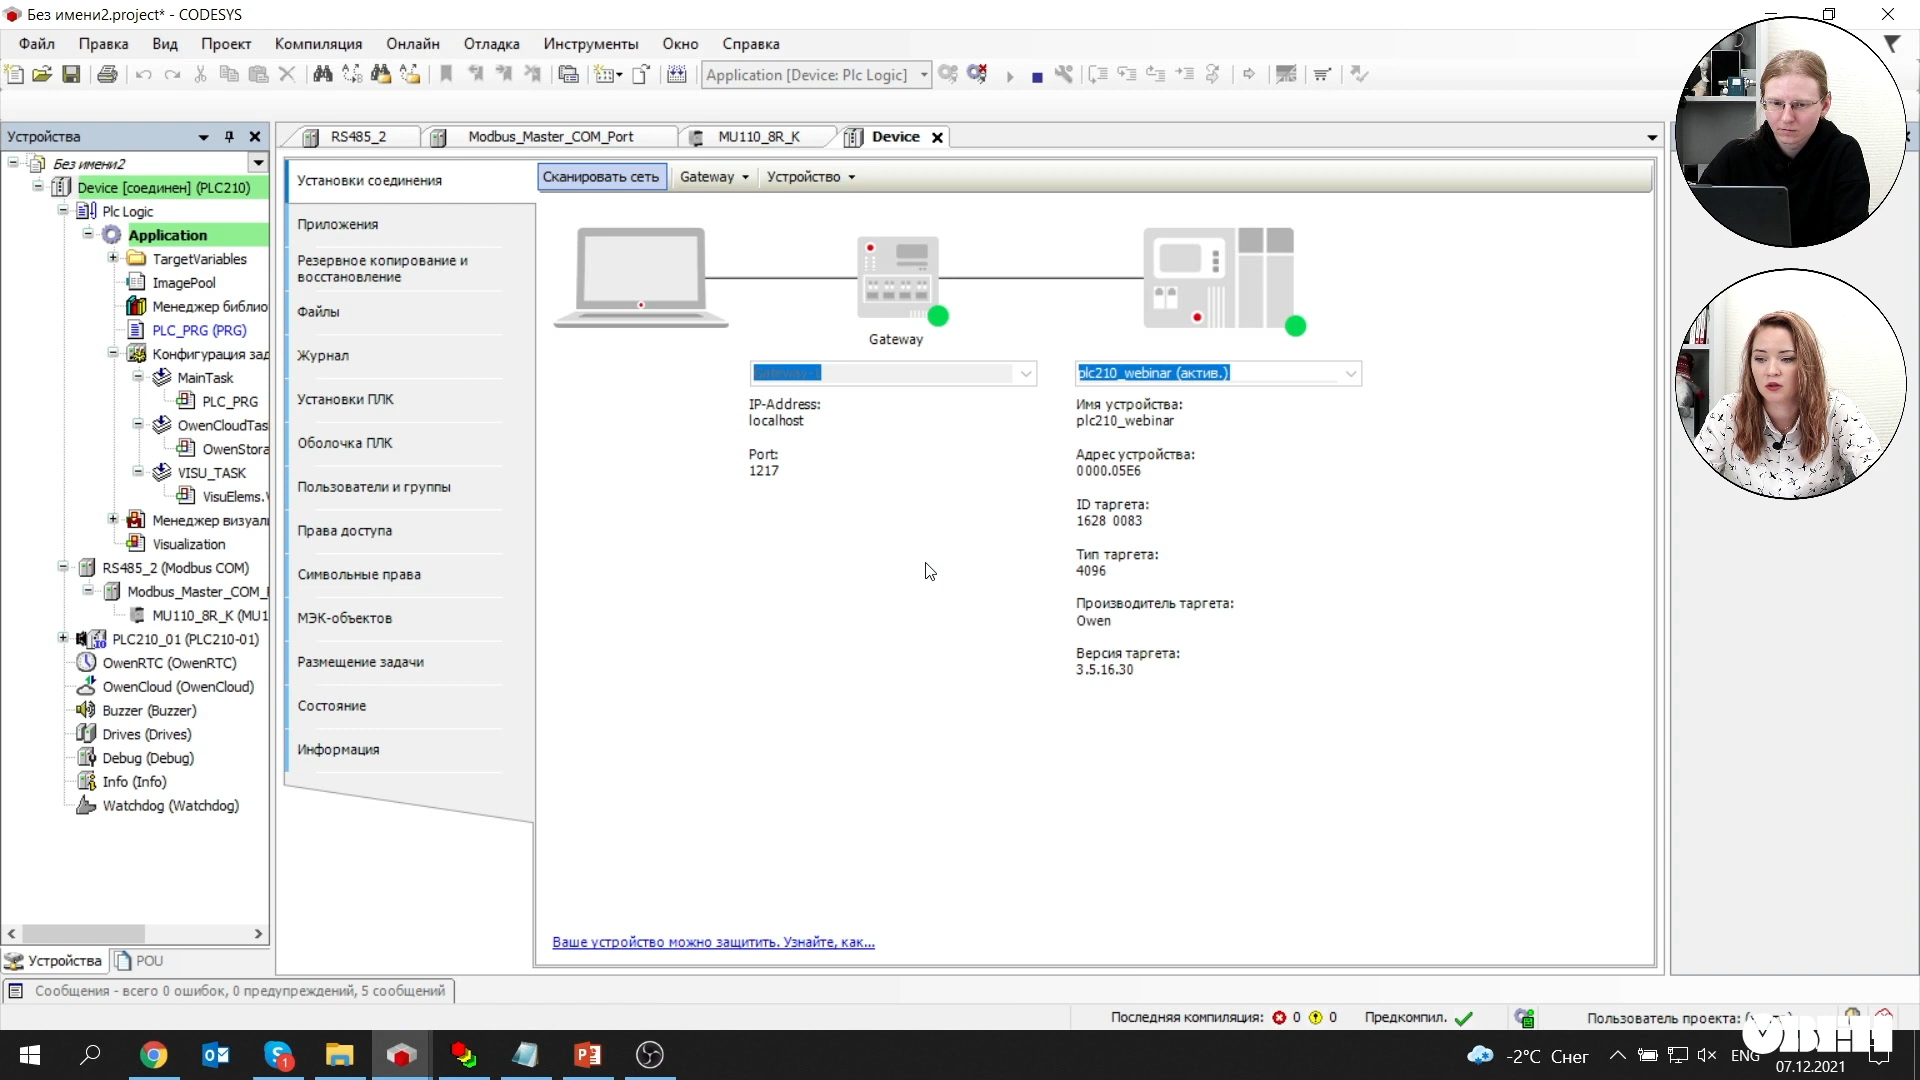 Без имени2.project* - CODESYS
Файл Правка Вид Проект Компиляция Онлайн Отладка Инструменты Окно Справка
Application [Device: Plc Logic]
Устройства
RS485_2 Modbus_Master_COM_Port MU110_8R_K Device
Без имени2
Device [соединен] (PLC210)
Plc Logic
Application
TargetVariables
ImagePool
Менеджер библио
PLC_PRG (PRG)
Конфигурация зад
MainTask
PLC_PRG
OwenCloudTas
OwenStora
VISU_TASK
VisuElems.V
Менеджер визуали
Visualization
RS485_2 (Modbus COM)
Modbus_Master_COM_
MU110_8R_K (MU1
PLC210_01 (PLC210-01)
OwenRTC (OwenRTC)
OwenCloud (OwenCloud)
Buzzer (Buzzer)
Drives (Drives)
Debug (Debug)
Info (Info)
Watchdog (Watchdog)
Устройства POU
Установки соединения
Приложения
Резервное копирование и
восстановление
Файлы
Журнал
Установки ПЛК
Оболочка ПЛК
Пользователи и группы
Права доступа
Символьные права
МЭК-объектов
Размещение задачи
Состояние
Информация
Сканировать сеть Gateway Устройство
Gateway
Gateway-1
IP-Address:
localhost
Port:
1217
plc210_webinar (актив.)
Имя устройства:
plc210_webinar
Адрес устройства:
0000.05E6
ID таргета:
1628 0083
Тип таргета:
4096
Производитель таргета:
Owen
Версия таргета:
3.5.16.30
Ваше устройство можно защитить. Узнайте, как...
Сообщения - всего 0 ошибок, 0 предупреждений, 5 сообщений
Последняя компиляция: 0 0 Предкомпил. Пользователь проекта:
ОВЕН
-2°C Снег ENG
07.12.2021